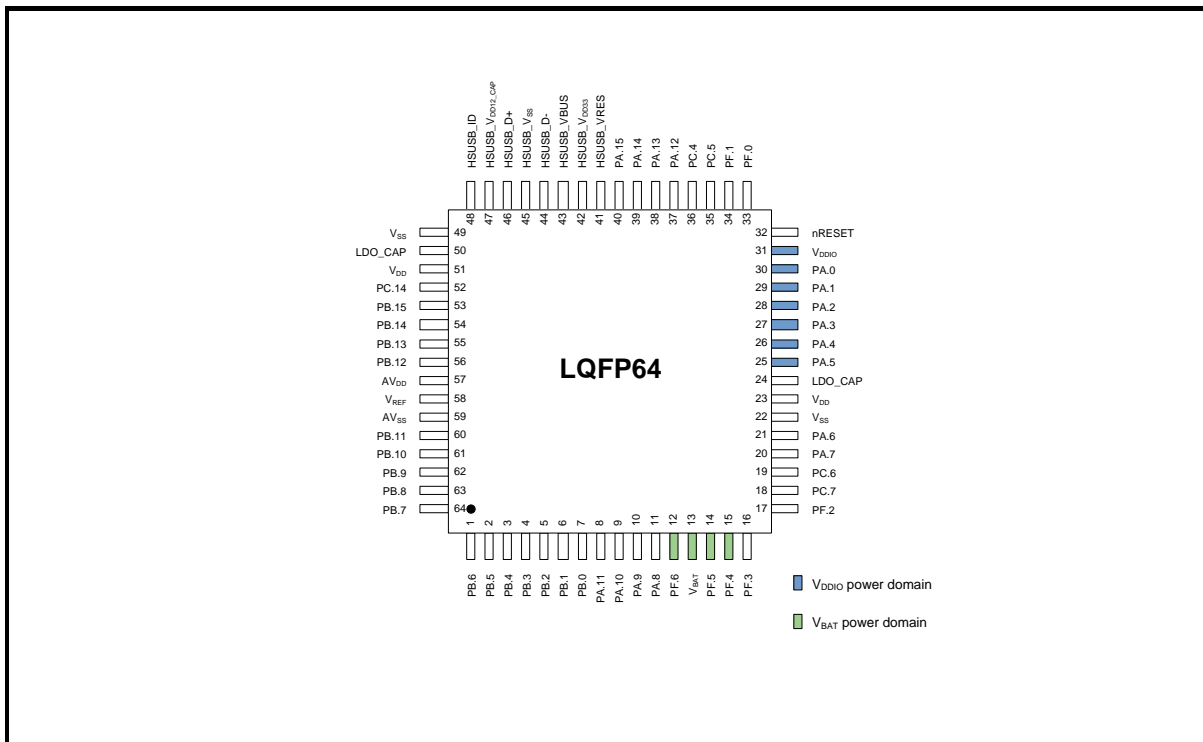 HSUSB_ID
HSUSB_VDD12_CAP
HSUSB_D+
HSUSB_VSS
HSUSB_D-
HSUSB_VBUS
HSUSB_VDD33
HSUSB_VRES
PA.15
PA.14
PA.13
PA.12
PC.4
PC.5
PF.1
PF.0
48
47
46
45
44
43
42
41
40
39
38
37
36
35
34
33
VSS 49
LDO_CAP 50
VDD 51
PC.14 52
PB.15 53
PB.14 54
PB.13 55
PB.12 56
AVDD 57
VREF 58
AVSS 59
PB.11 60
PB.10 61
PB.9 62
PB.8 63
PB.7 64
LQFP64
32 nRESET
31 VDDIO
30 PA.0
29 PA.1
28 PA.2
27 PA.3
26 PA.4
25 PA.5
24 LDO_CAP
23 VDD
22 VSS
21 PA.6
20 PA.7
19 PC.6
18 PC.7
17 PF.2
1
2
3
4
5
6
7
8
9
10
11
12
13
14
15
16
PB.6
PB.5
PB.4
PB.3
PB.2
PB.1
PB.0
PA.11
PA.10
PA.9
PA.8
PF.6
VBAT
PF.5
PF.4
PF.3
VDDIO power domain
VBAT power domain